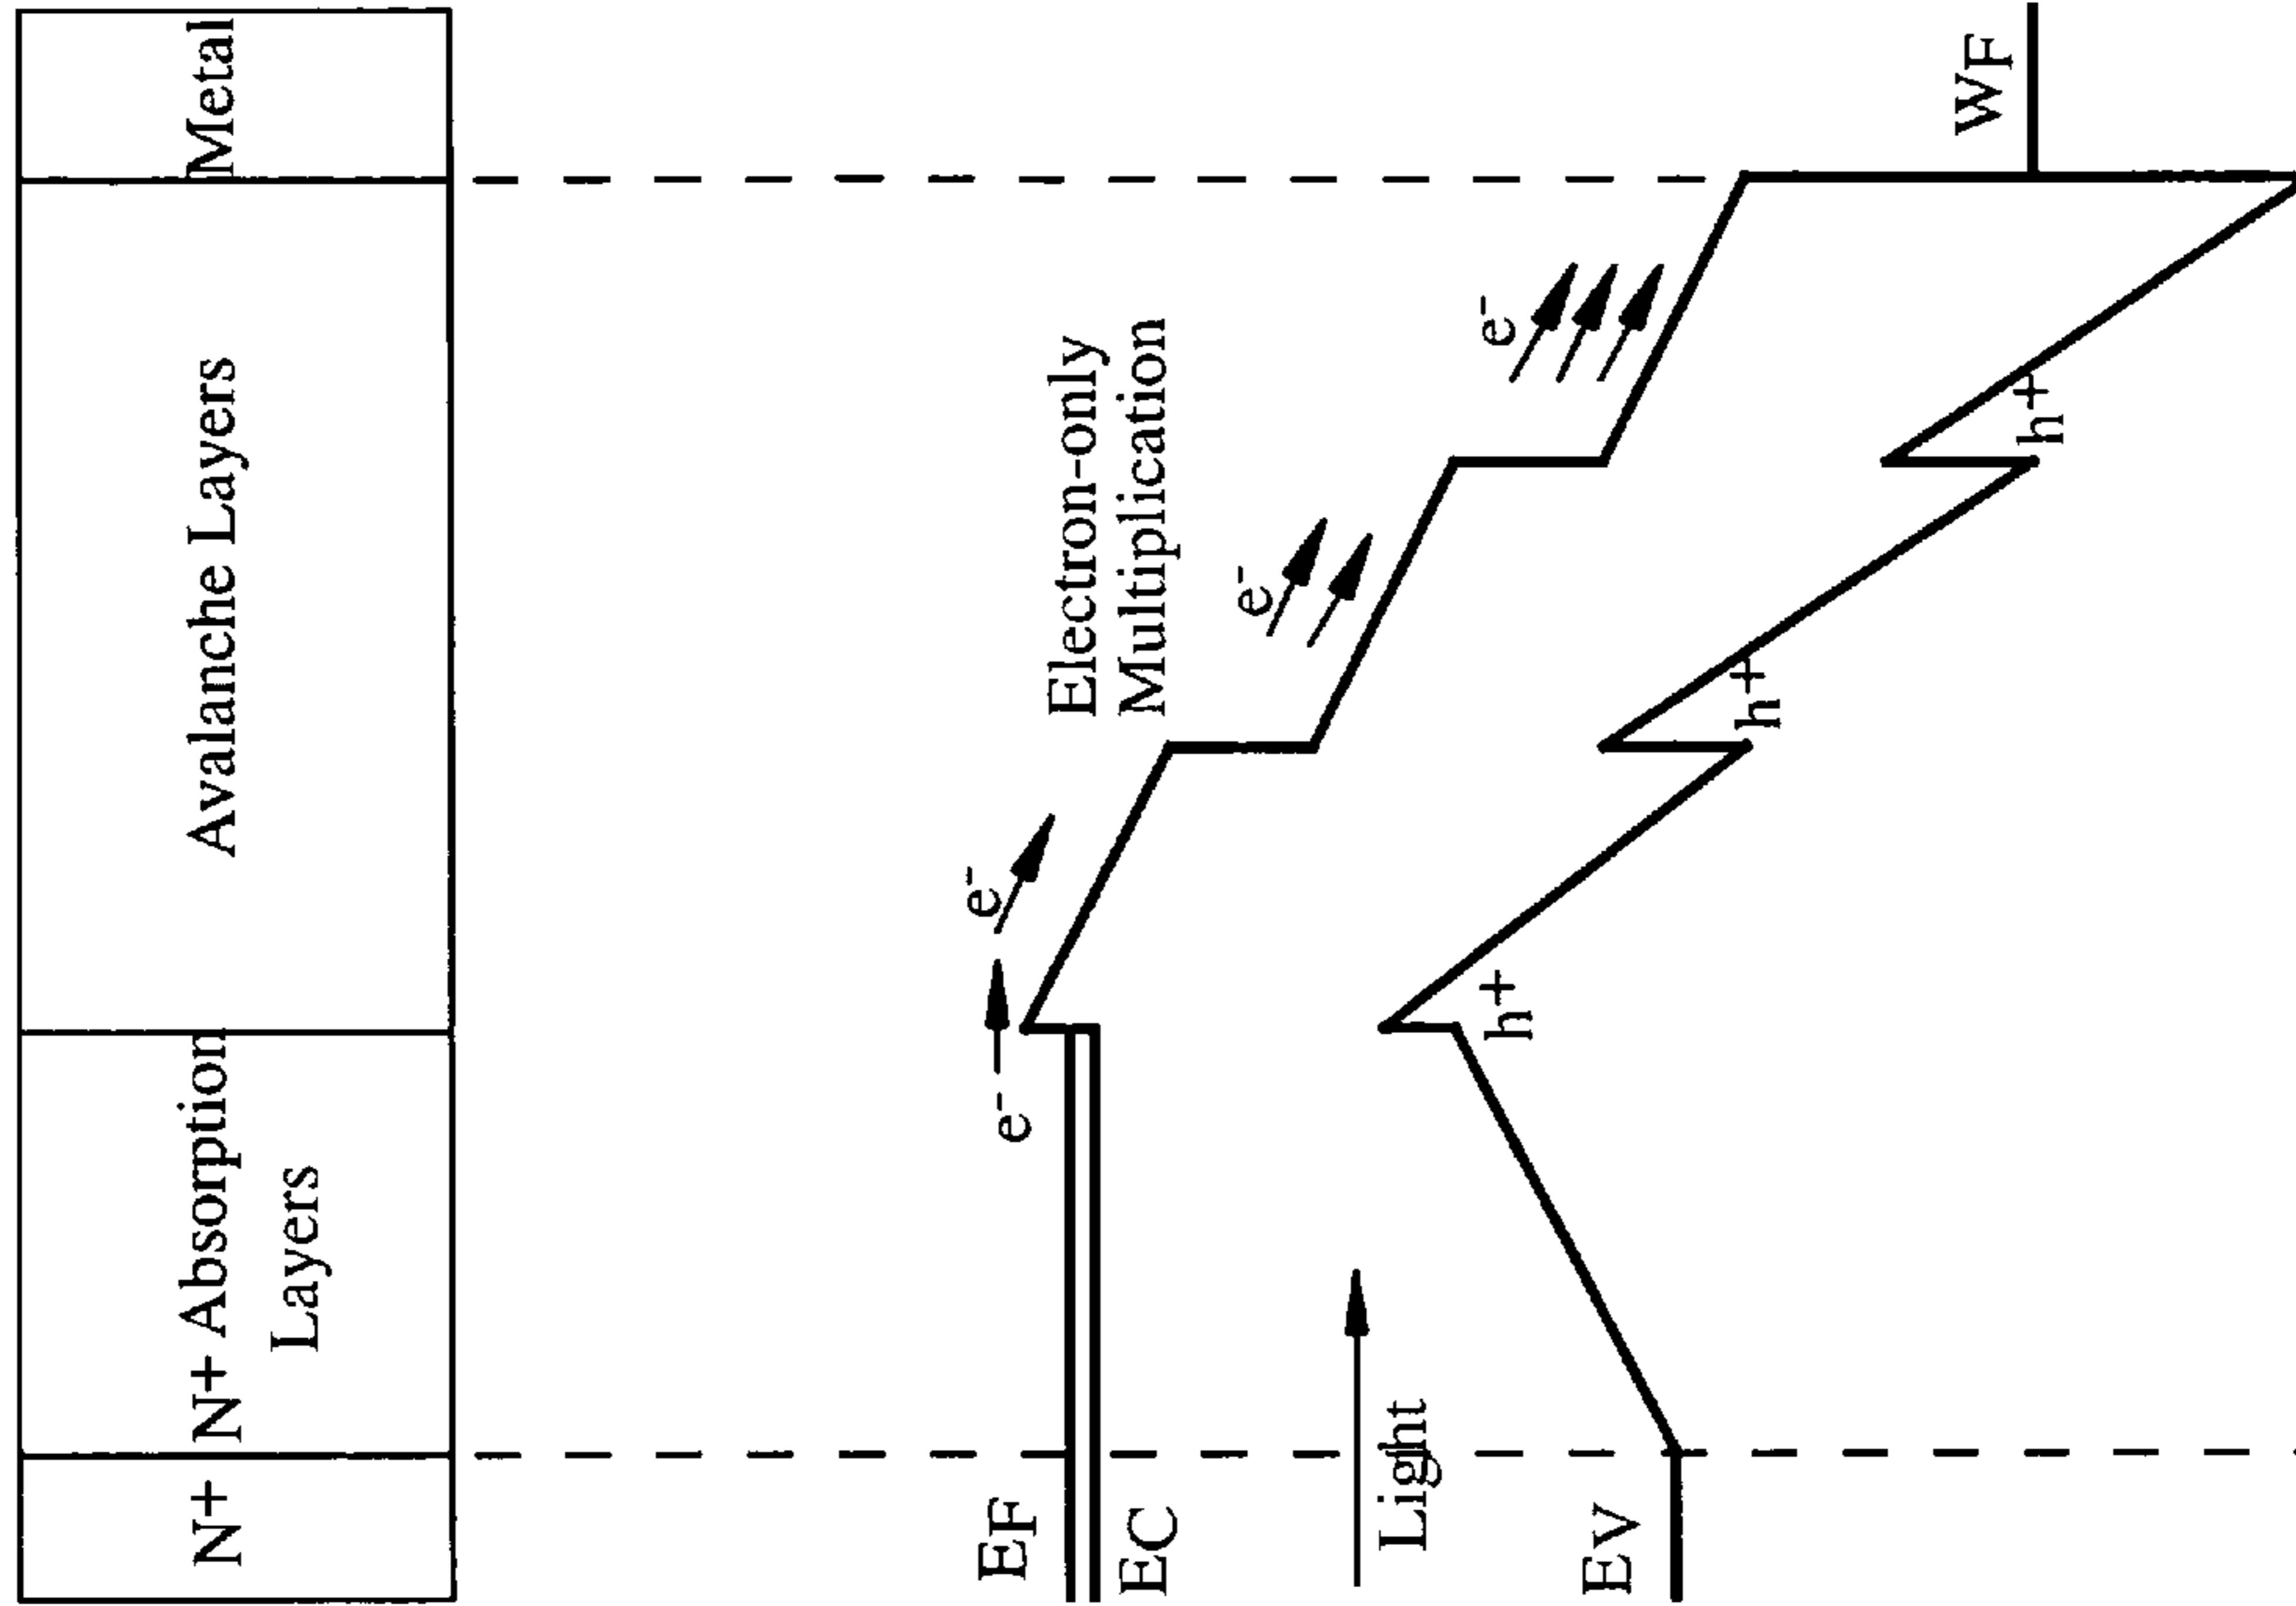 N+
N+ Absorption
Layers
Avalanche Layers
Metal
EF
EC
e⁻
e⁻
Electron-only
Multiplication
e⁻
e⁻
Light
h+
h+
h+
EV
WF